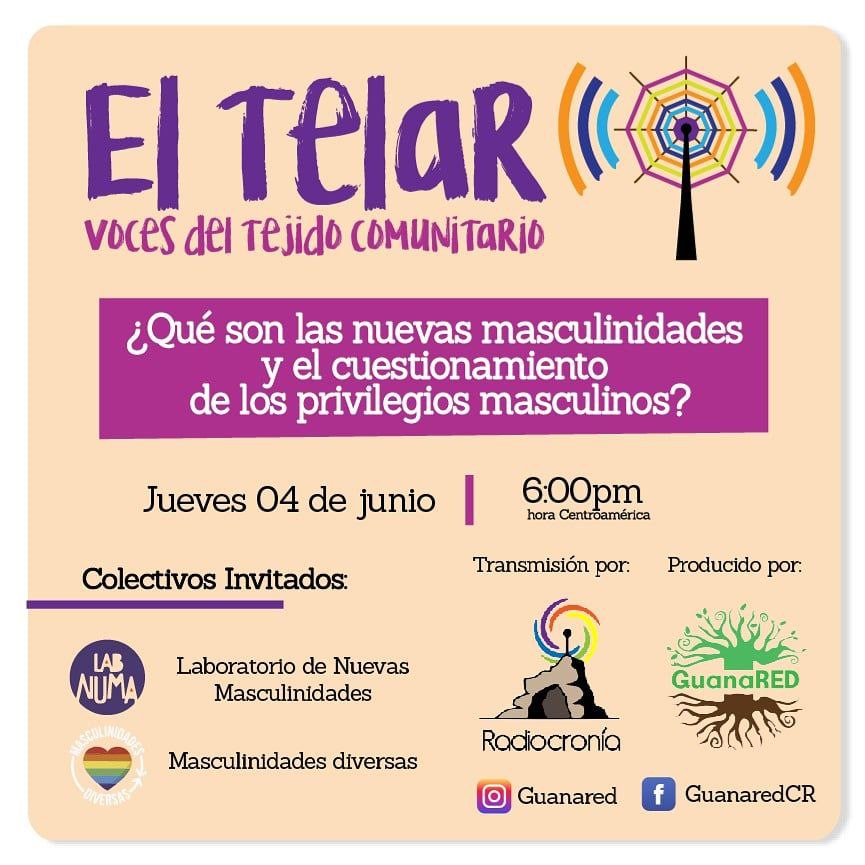 El TelaR
voces del tejido comunitario
¿Qué son las nuevas masculinidades
y el cuestionamiento
de los privilegios masculinos?
Jueves 04 de junio
6:00pm
hora Centroamérica
Colectivos Invitados:
LAB
NUMA
Laboratorio de Nuevas
Masculinidades
MASCULINIDADES
DIVERSAS
Masculinidades diversas
Transmisión por:
Radiocronía
Producido por:
GuanaRED
Guanared
GuanaredCR